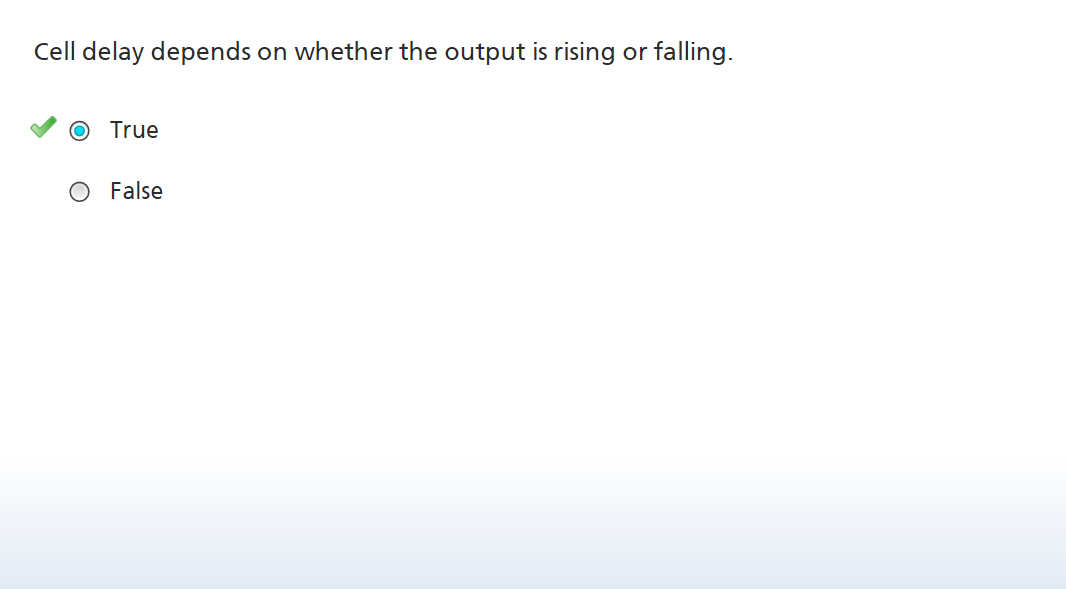 Cell delay depends on whether the output is rising or falling.
True
False